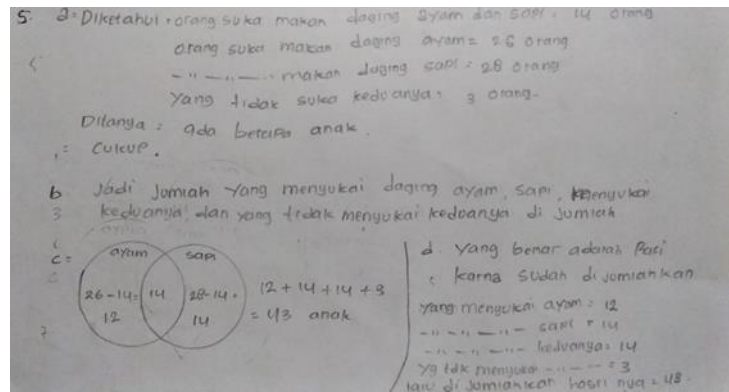 5. a = Diketahui : orang suka makan daging ayam dan sapi = 14 orang
orang suka makan daging ayam = 26 orang
- " - " - " - makan daging sapi = 28 orang
yang tidak suka keduanya = 3 orang.
Ditanya = ada berapa anak.
= Cukup.
b Jadi Jumlah yang menyukai daging ayam, sapi, menyukai
keduanya dan yang tidak menyukai keduanya di jumlah
c =
ayam sapi
26-14= 14 28-14 =
12 14
12 + 14 + 14 + 3
= 43 anak
d. yang benar adalah
karna sudah di jumlahkan
yang menyukai ayam = 12
- " - " - " - sapi = 14
- " - " - " - keduanya = 14
yg tdk menyukai - " - " - = 3
lalu di jumlahkan hasil nya = 43.